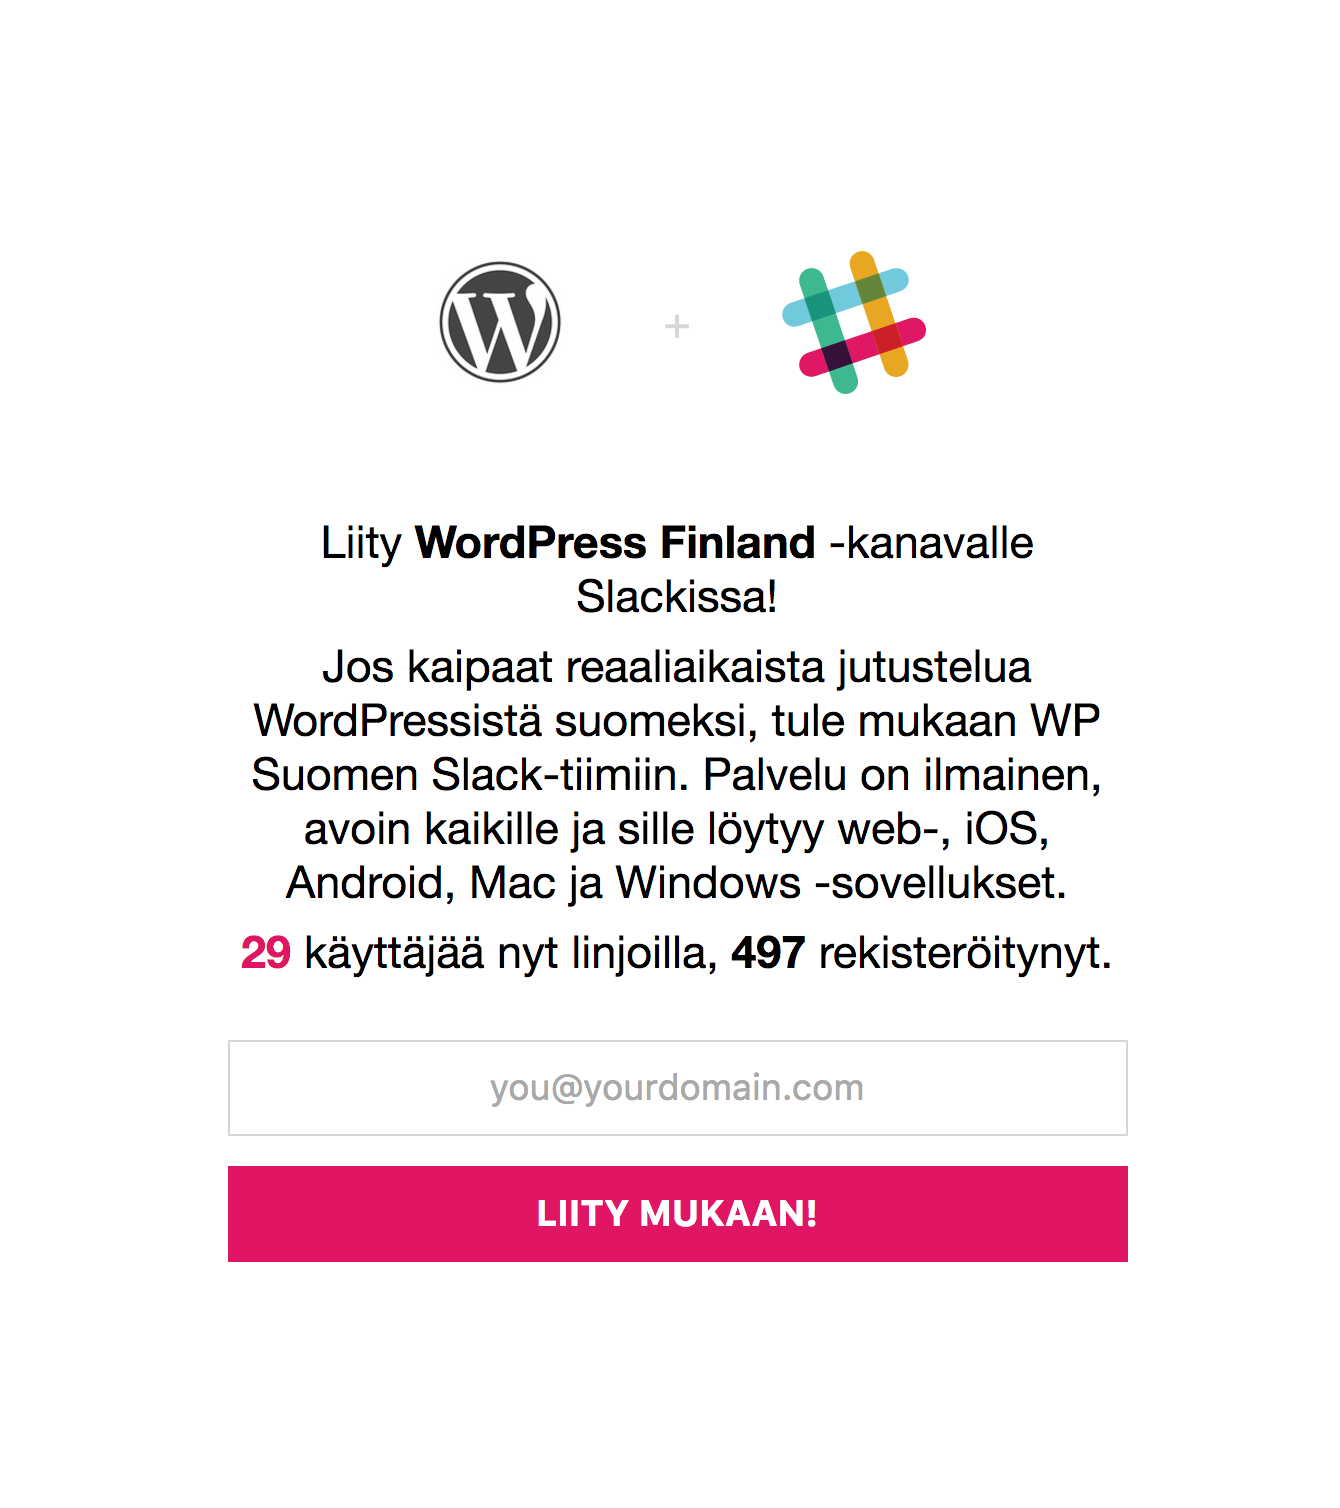 W
+
Liity WordPress Finland -kanavalle
Slackissa!
Jos kaipaat reaaliaikaista jutustelua
WordPressistä suomeksi, tule mukaan WP
Suomen Slack-tiimiin. Palvelu on ilmainen,
avoin kaikille ja sille löytyy web-, iOS,
Android, Mac ja Windows -sovellukset.
29 käyttäjää nyt linjoilla, 497 rekisteröitynyt.
you@yourdomain.com
LIITY MUKAAN!